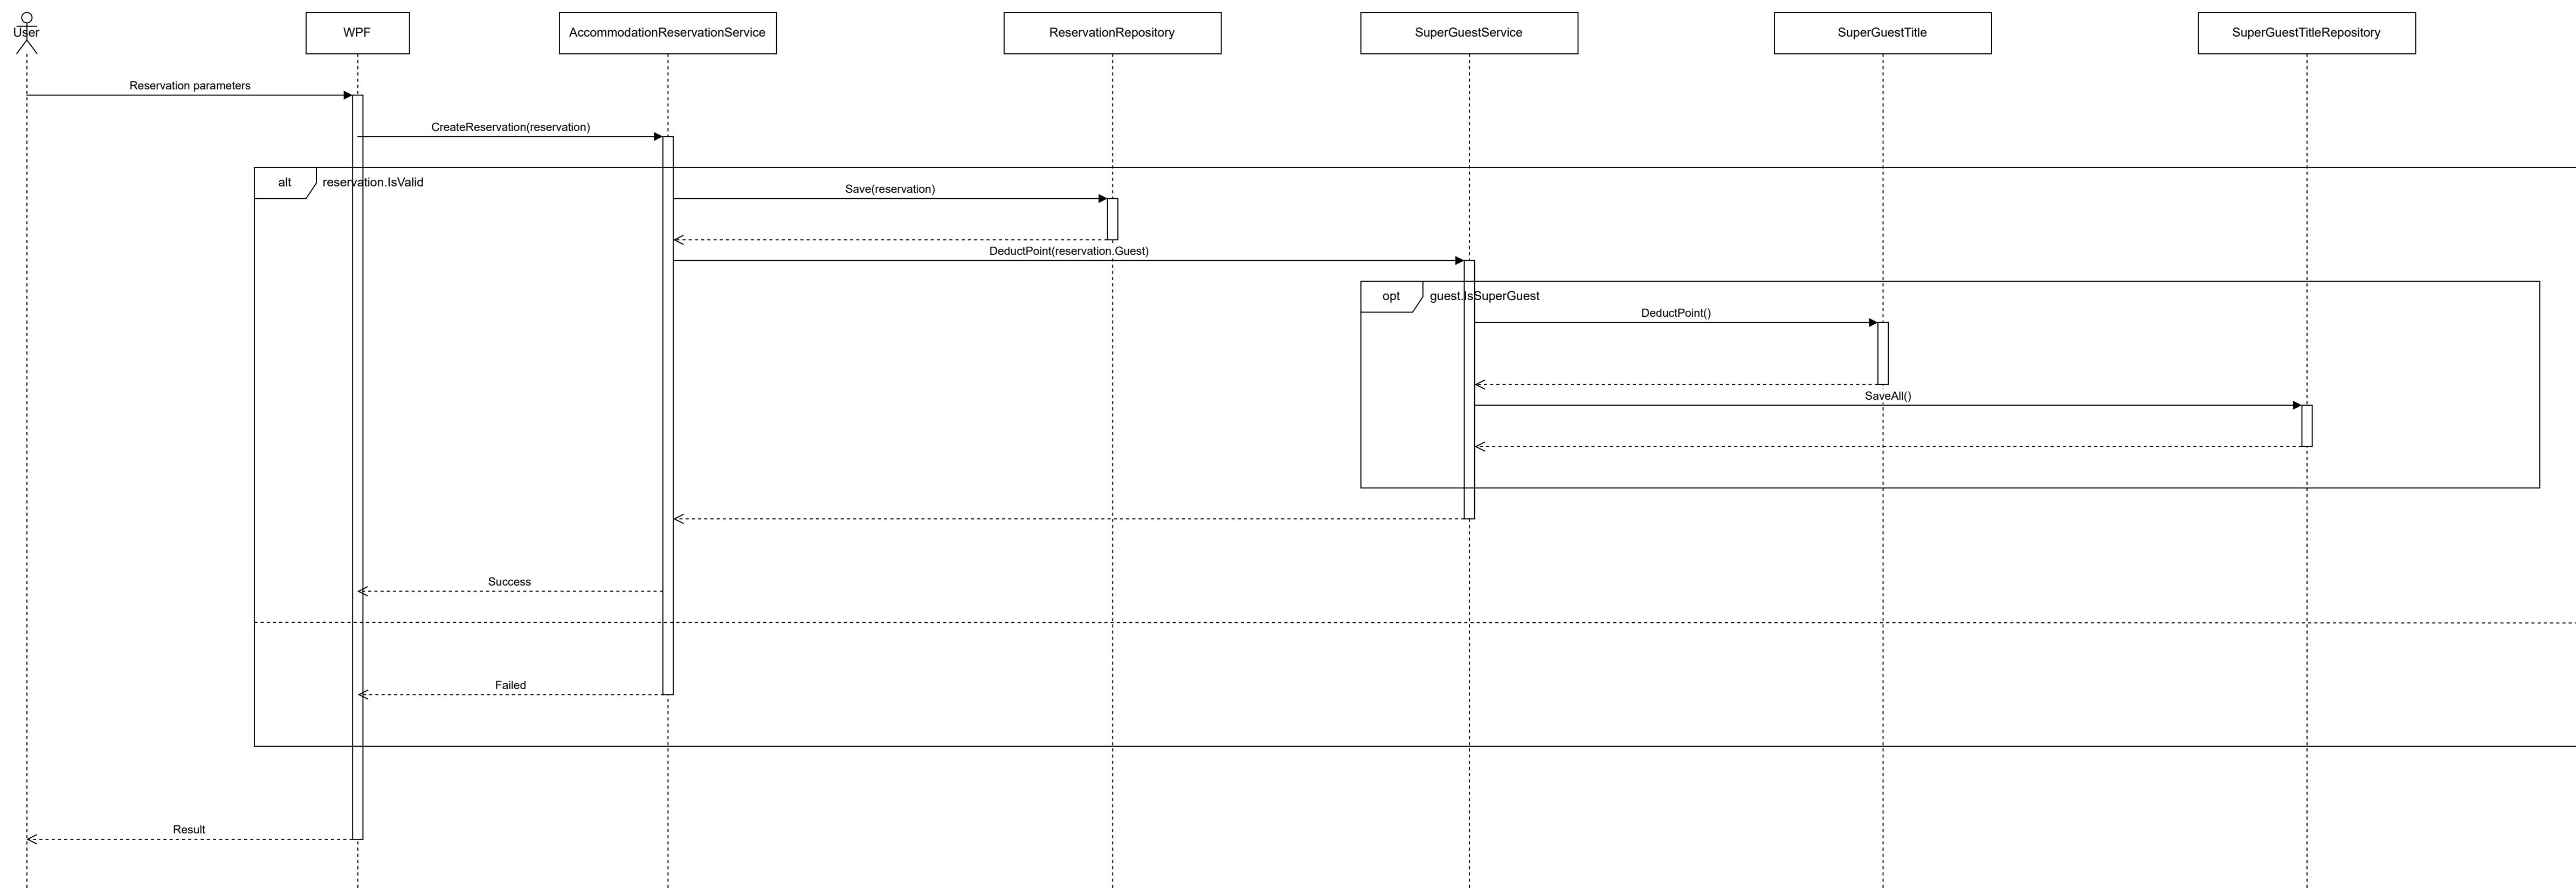 User
WPF
AccommodationReservationService
ReservationRepository
SuperGuestService
SuperGuestTitle
SuperGuestTitleRepository
Reservation parameters
CreateReservation(reservation)
alt
reservation.IsValid
Save(reservation)
DeductPoint(reservation.Guest)
opt
guest.IsSuperGuest
DeductPoint()
SaveAll()
Success
Failed
Result